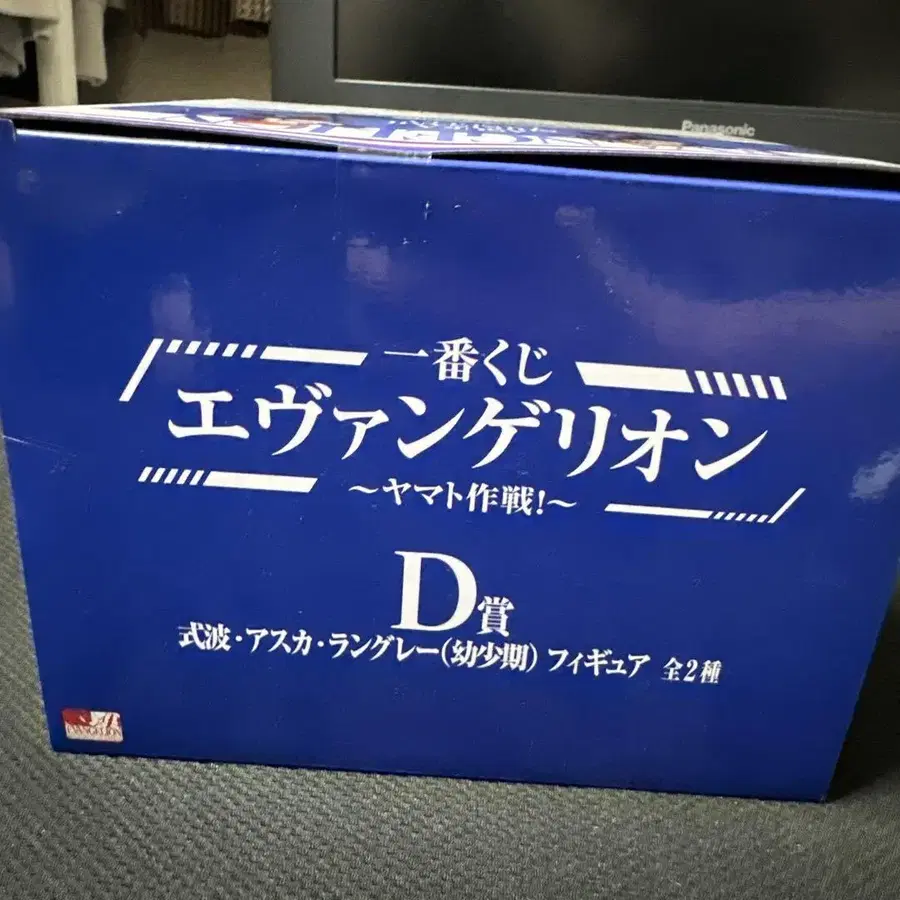 Panasonic
一番くじ
エヴァンゲリオン
～ヤマト作戦!～
D賞
式波・アスカ・ラングレー(幼少期) フィギュア 全2種
EVANGELION